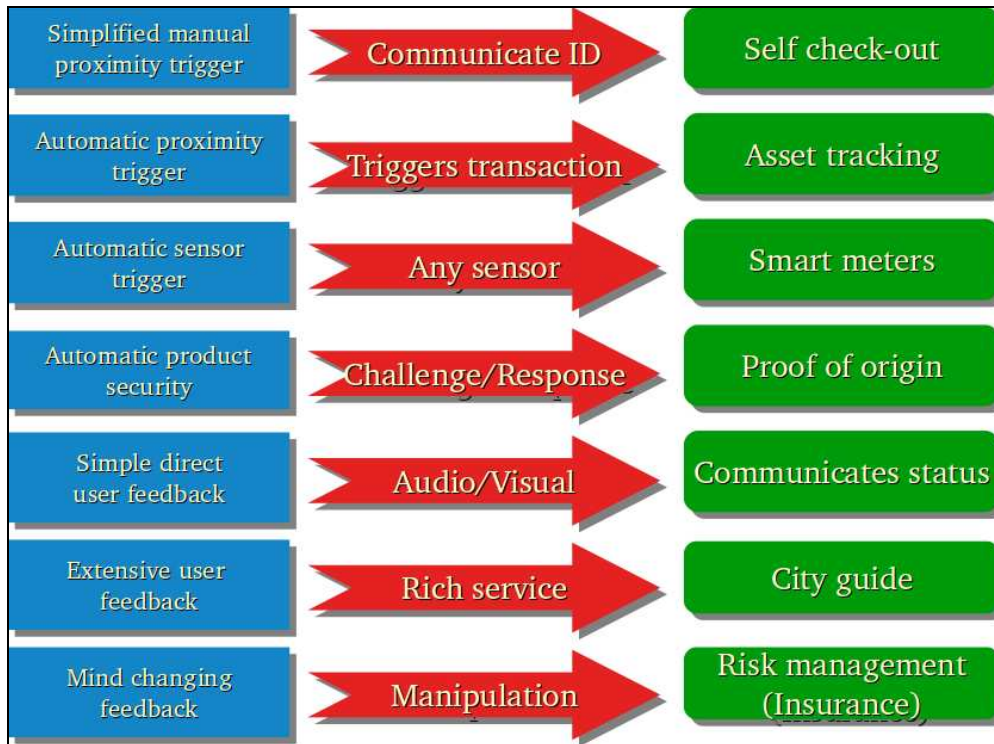 Simplified manual
proximity trigger
Communicate ID
Self check-out
Automatic proximity
trigger
Triggers transaction
Asset tracking
Automatic sensor
trigger
Any sensor
Smart meters
Automatic product
security
Challenge/Response
Proof of origin
Simple direct
user feedback
Audio/Visual
Communicates status
Extensive user
feedback
Rich service
City guide
Mind changing
feedback
Manipulation
Risk management
(Insurance)